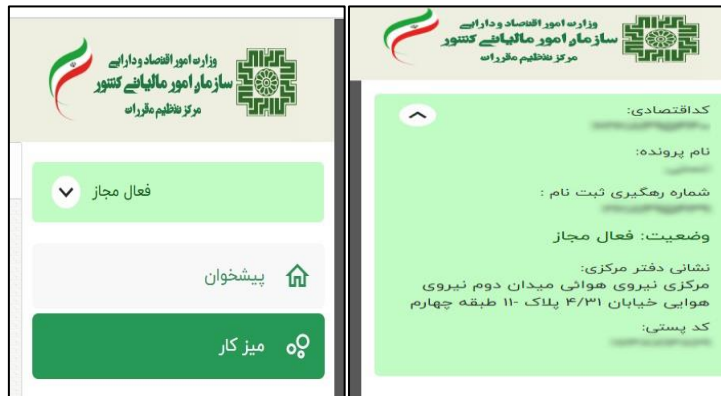 وزارت امور اقتصاد و دارایی
سازمان امور مالیاتی کشور
مرکز تنظیم مقررات
فعال مجاز
پیشخوان
میز کار
وزارت امور اقتصاد و دارایی
سازمان امور مالیاتی کشور
مرکز تنظیم مقررات
کداقتصادی:
نام پرونده:
شماره رهگیری ثبت نام :
وضعیت: فعال مجاز
نشانی دفتر مرکزی:
مرکزی نیروی هوائی میدان دوم نیروی
هوایی خیابان ۴/۳۱ پلاک -۱۱ طبقه چهارم
کد پستی: